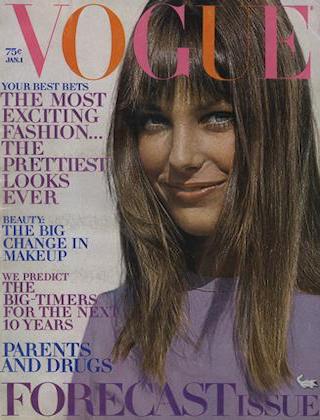 VOGUE
75¢
JAN.1
YOUR BEST BETS
THE MOST
EXCITING
FASHION...
THE
PRETTIEST
LOOKS
EVER
BEAUTY:
THE BIG
CHANGE IN
MAKEUP
WE PREDICT
THE
BIG-TIMERS
FOR THE NEXT
10 YEARS
PARENTS
AND DRUGS
FORECAST ISSUE